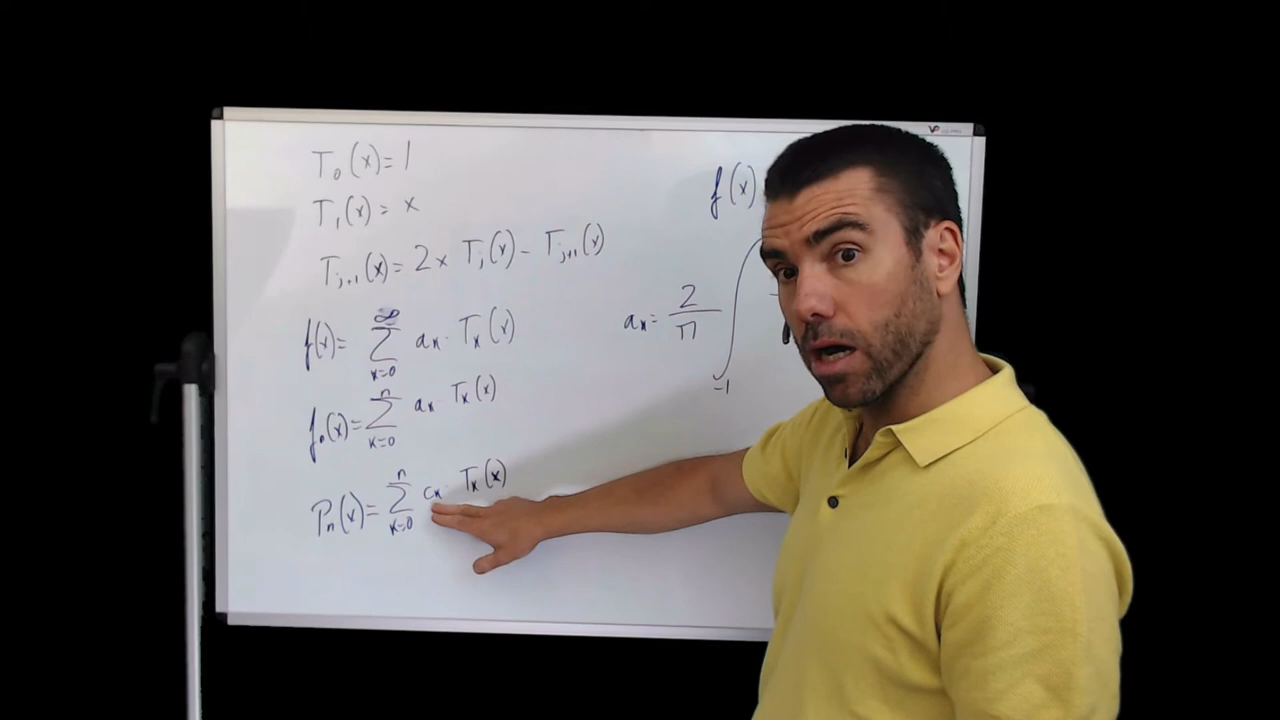 T₀(x)=1
T₁(x)= x
Tⱼ₊₁(x)= 2x Tⱼ(x) - Tⱼ₊₁(x)
f(x)= ∞ Σ k=0 aₖ · Tₖ(x)
fₙ(x)= n Σ k=0 aₖ · Tₖ(x)
Pₙ(x)= n Σ k=0 cₖ · Tₖ(x)
f(x)
aₖ= 2/π ∫ -1